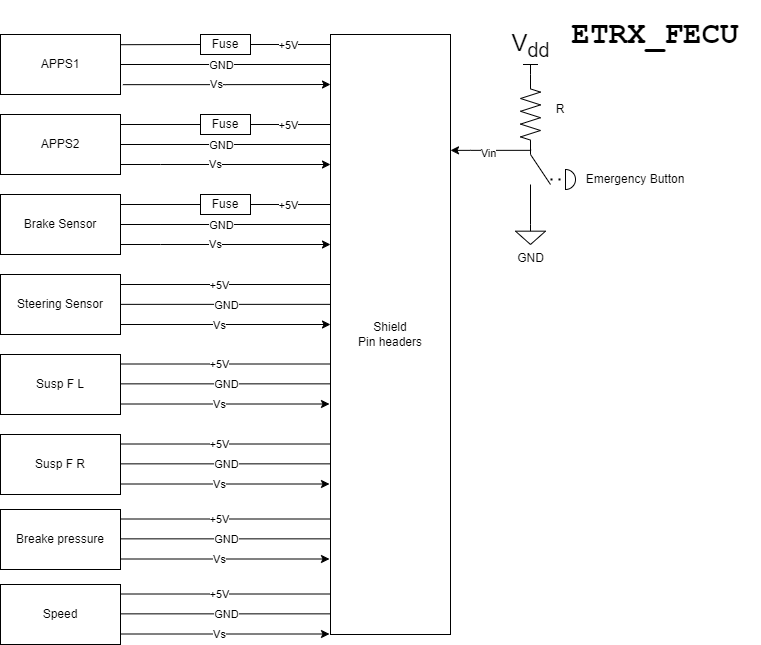 ETRX_FECU
APPS1
Fuse
+5V
GND
Vs
APPS2
Fuse
+5V
GND
Vs
Brake Sensor
Fuse
+5V
GND
Vs
Steering Sensor
+5V
GND
Vs
Susp F L
+5V
GND
Vs
Susp F R
+5V
GND
Vs
Breake pressure
+5V
GND
Vs
Speed
+5V
GND
Vs
Shield
Pin headers
Vdd
R
Vin
Emergency Button
GND